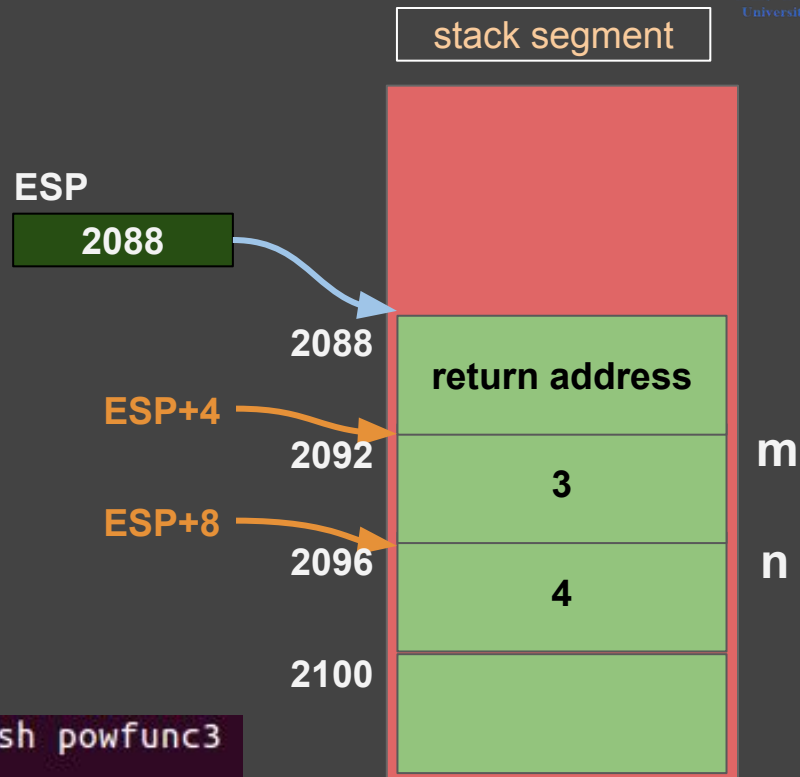 stack segment
ESP
2088
2088
return address
ESP+4
2092
3
m
ESP+8
2096
4
n
2100
sh powfunc3